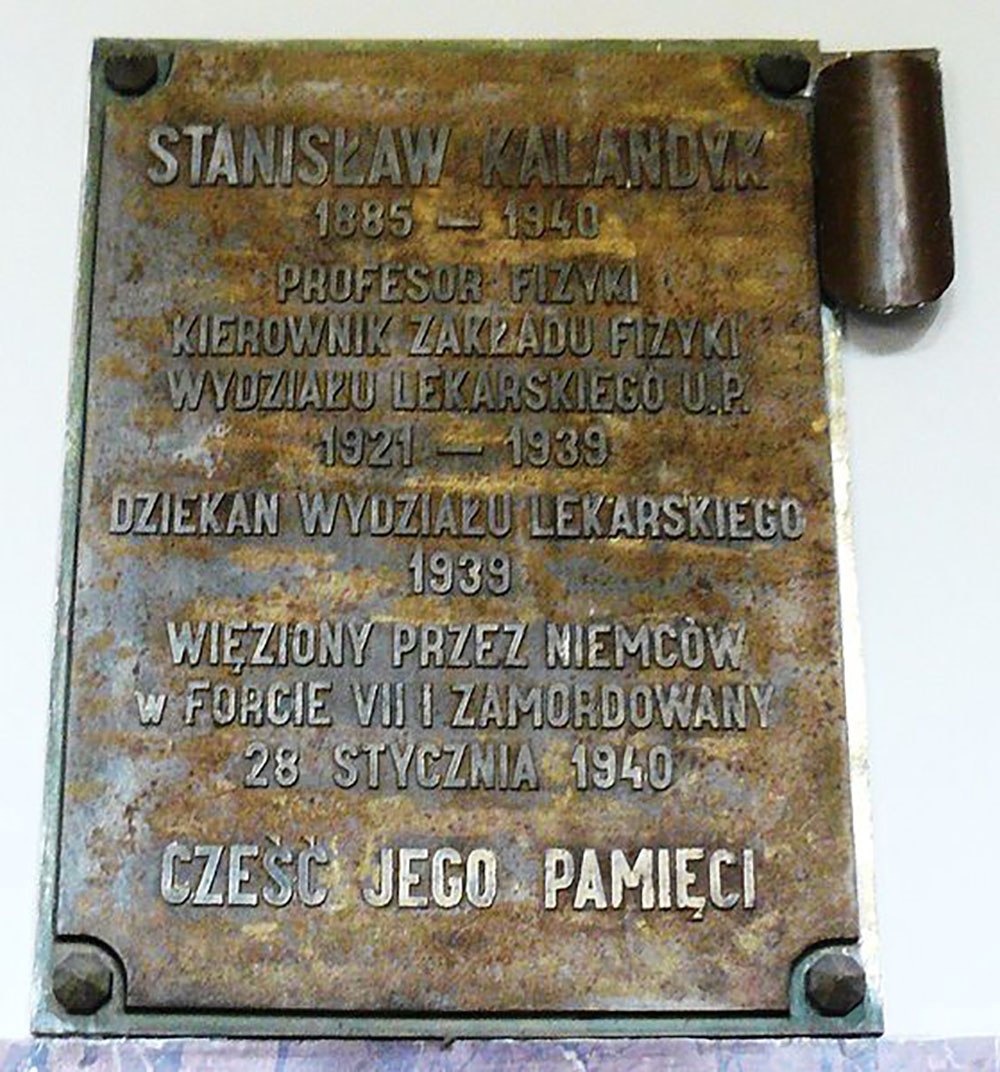 STANISŁAW KALANDYK
1885 — 1940
PROFESOR FIZYKI
KIEROWNIK ZAKŁADU FIZYKI
WYDZIAŁU LEKARSKIEGO U.P.
1921 — 1939
DZIEKAN WYDZIAŁU LEKARSKIEGO
1939
WIĘZIONY PRZEZ NIEMCÓW
W FORCIE VII I ZAMORDOWANY
28 STYCZNIA 1940
CZEŚĆ JEGO PAMIĘCI